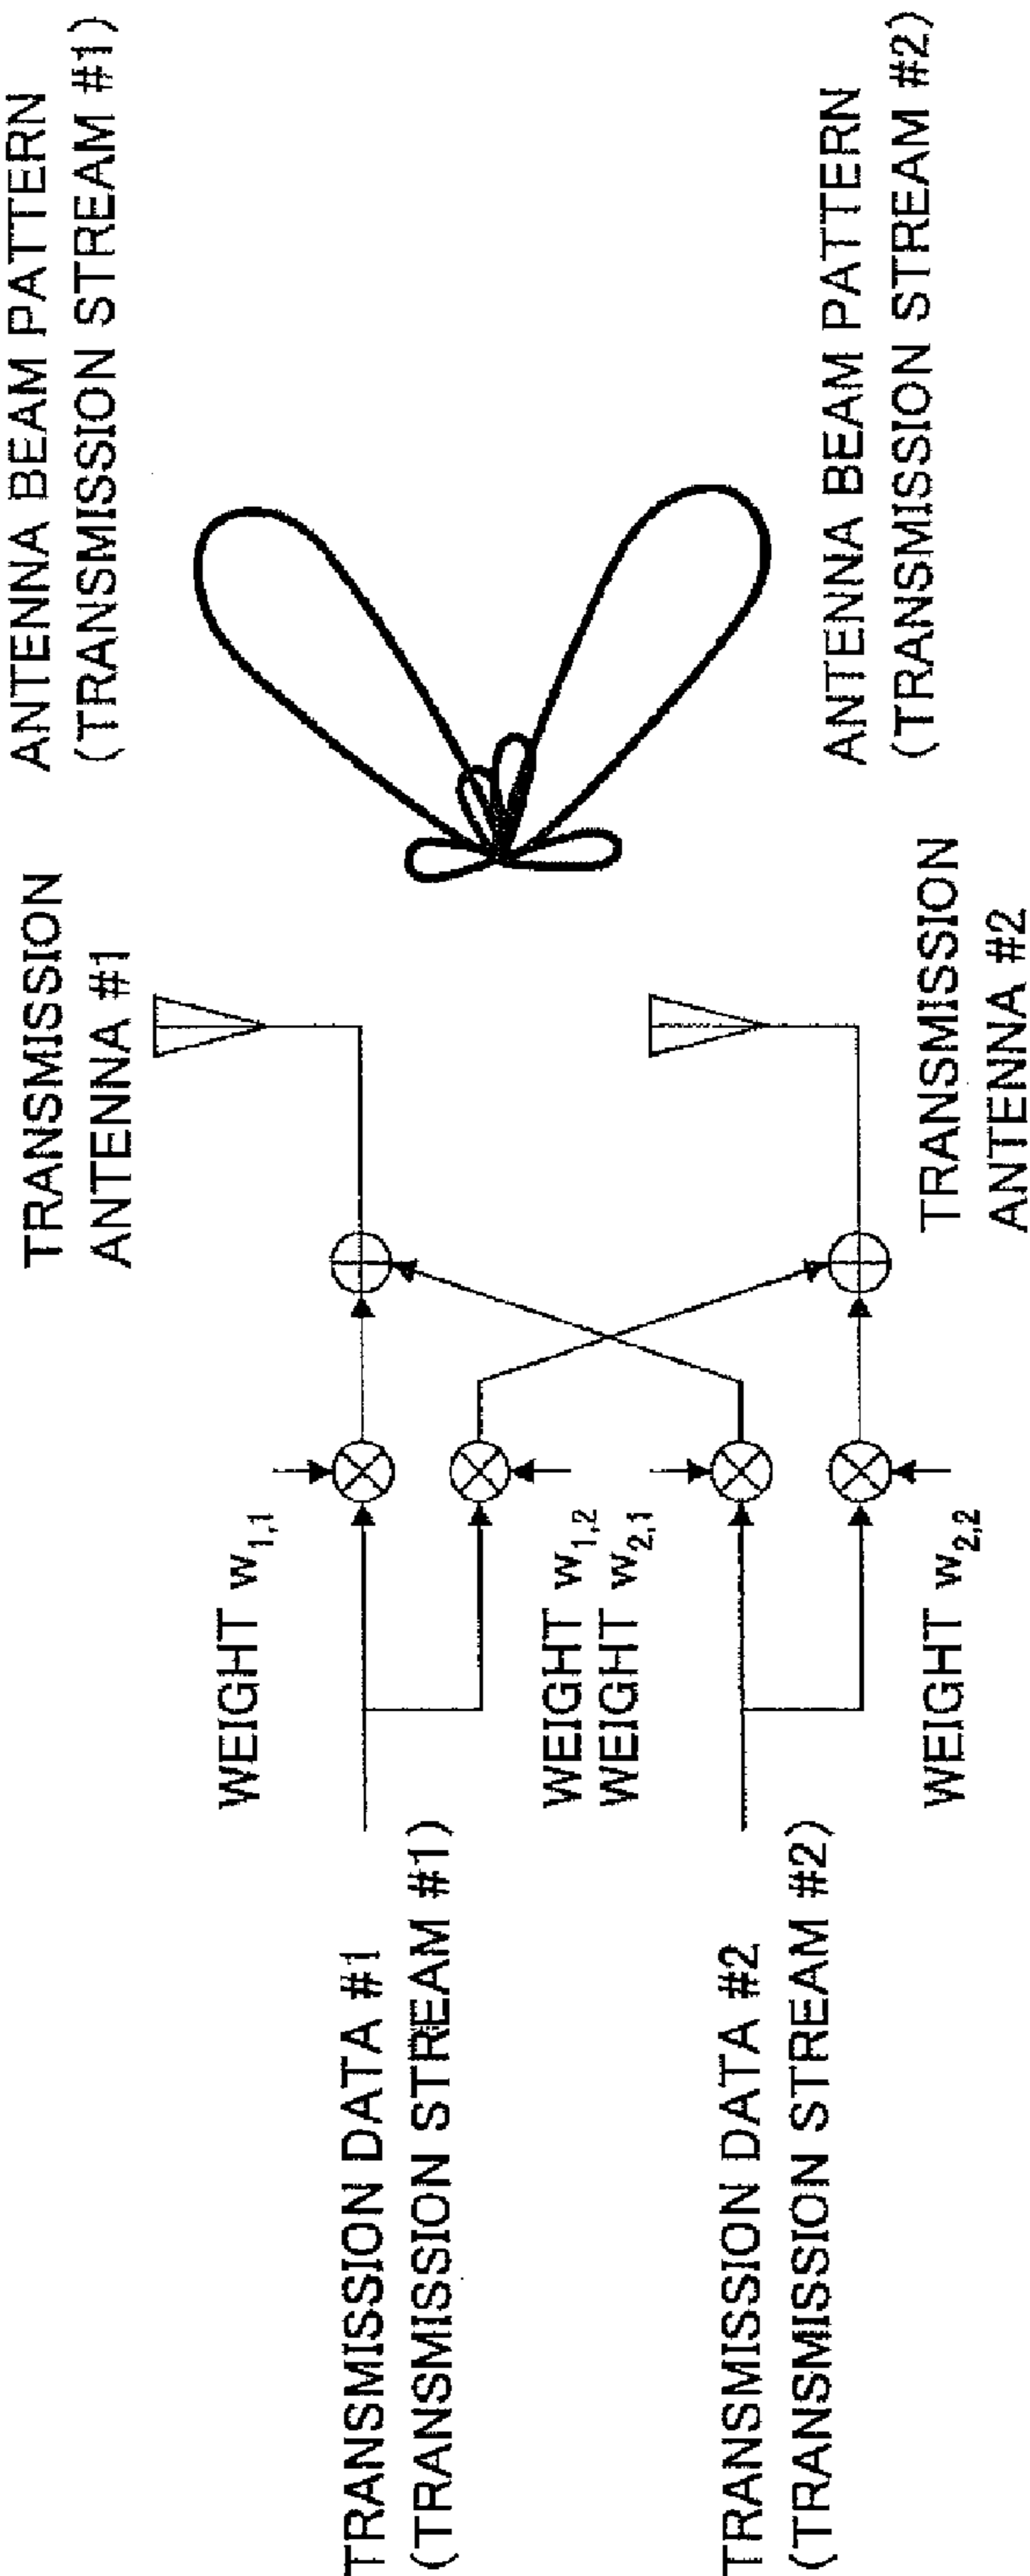 TRANSMISSION DATA #1
(TRANSMISSION STREAM #1)
TRANSMISSION DATA #2
(TRANSMISSION STREAM #2)
WEIGHT w1,1
WEIGHT w1,2
WEIGHT w2,1
WEIGHT w2,2
TRANSMISSION
ANTENNA #1
TRANSMISSION
ANTENNA #2
ANTENNA BEAM PATTERN
(TRANSMISSION STREAM #1)
ANTENNA BEAM PATTERN
(TRANSMISSION STREAM #2)